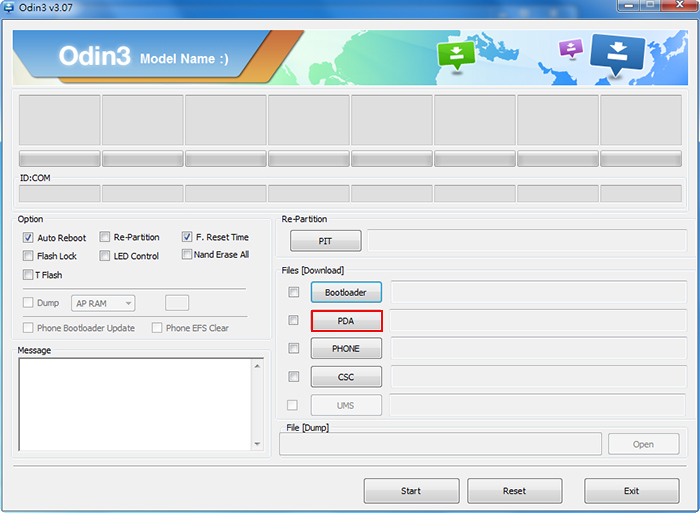 Odin3 v3.07
Odin3 Model Name :)
ID:COM
Option
Auto Reboot
Re-Partition
F. Reset Time
Flash Lock
LED Control
Nand Erase All
T Flash
Dump
AP RAM
Phone Bootloader Update
Phone EFS Clear
Message
Re-Partition
PIT
Files [Download]
Bootloader
PDA
PHONE
CSC
UMS
File [Dump]
Open
Start
Reset
Exit